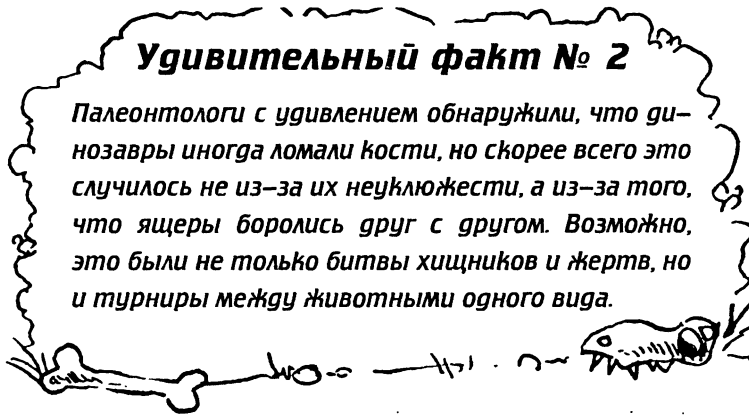 Удивительный факт № 2
Палеонтологи с удивлением обнаружили, что ди-
нозавры иногда ломали кости, но скорее всего это
случилось не из-за их неуклюжести, а из-за того,
что ящеры боролись друг с другом. Возможно,
это были не только битвы хищников и жертв, но
и турниры между животными одного вида.